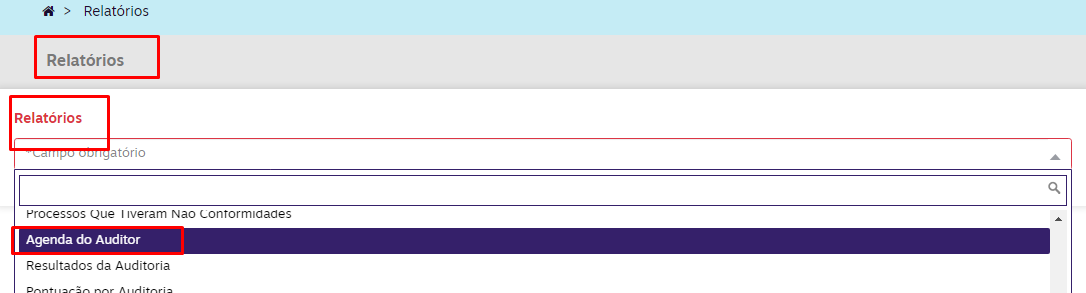 > Relatórios
Relatórios
Relatórios
*Campo obrigatório
Processos Que Tiveram Não Conformidades
Agenda do Auditor
Resultados da Auditoria
Pontuação por Auditoria